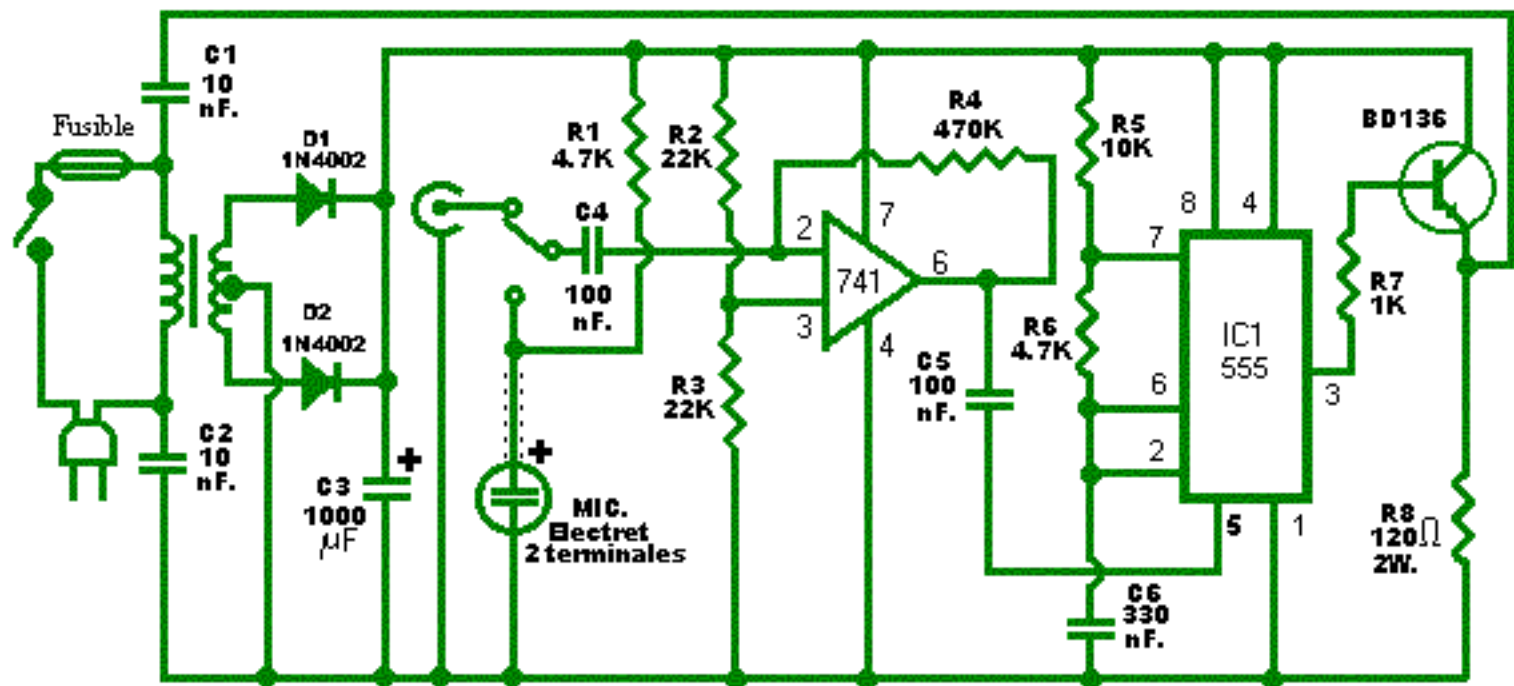 C1
10
nF.
Fusible
D1
1N4002
R1
4.7K
R2
22K
R4
470K
R5
10K
BD136
C4
100
nF.
2
3
7
4
6
741
8
4
7
6
2
3
5
1
IC1
555
R7
1K
D2
1N4002
R6
4.7K
C5
100
nF.
R3
22K
C2
10
nF.
C3
1000
µF
+
+
MIC.
Electret
2 terminales
R8
120Ω
2W.
C6
330
nF.